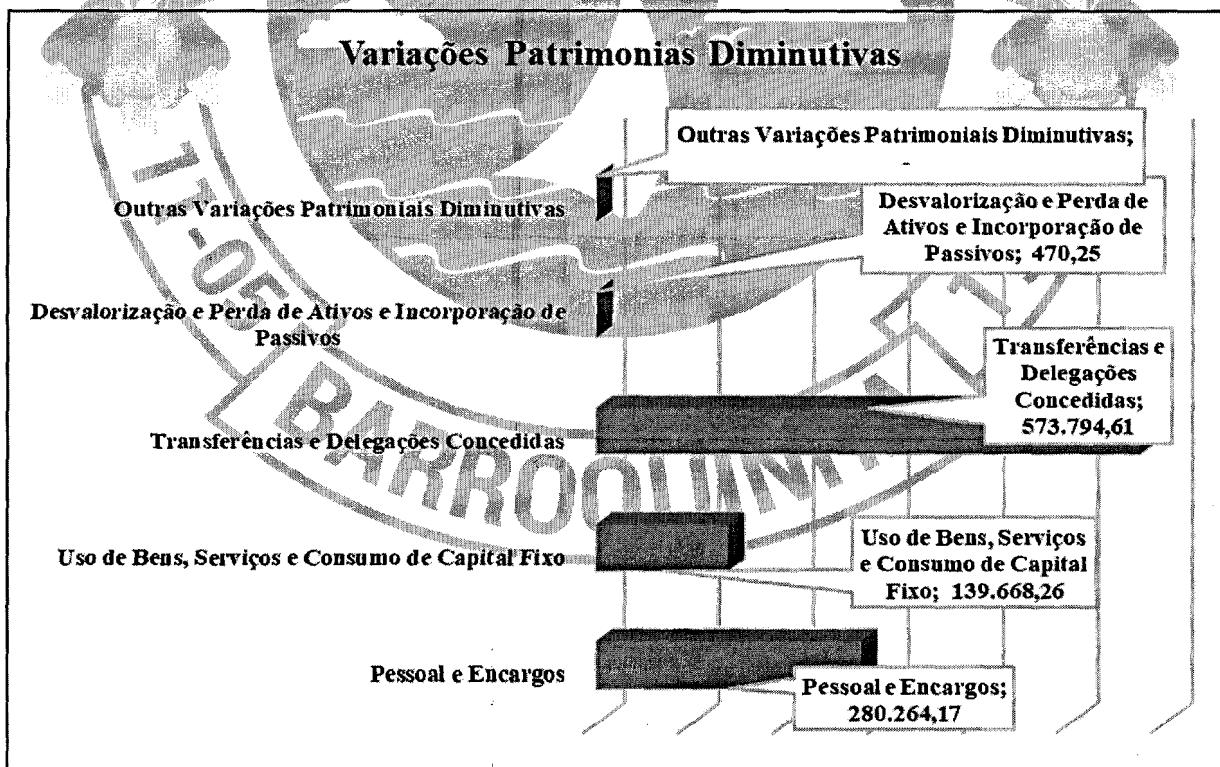 Variações Patrimonias Diminutivas
Outras Variações Patrimoniais Diminutivas;
-
Outras Variações Patrimoniais Diminutivas
Desvalorização e Perda de
Ativos e Incorporação de
Passivos; 470,25
Desvalorização e Perda de Ativos e Incorporação de
Passivos
Transferências e
Delegações
Concedidas;
573.794,61
Transferências e Delegações Concedidas
Uso de Bens, Serviços e Consumo de Capital Fixo
Uso de Bens, Serviços
e Consumo de Capital
Fixo; 139.668,26
Pessoal e Encargos
Pessoal e Encargos;
280.264,17
BARROQUINHA